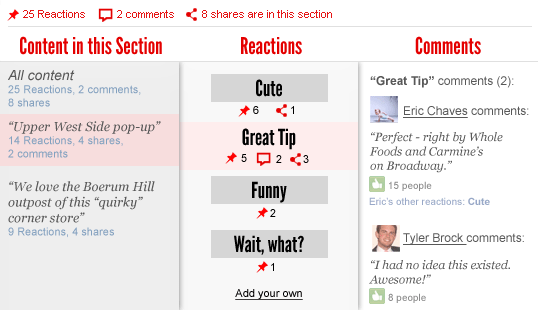 25 Reactions 2 comments 8 shares are in this section
Content in this Section
All content
25 Reactions, 2 comments,
8 shares
“Upper West Side pop-up”
14 Reactions, 4 shares,
2 comments
“We love the Boerum Hill
outpost of this “quirky”
corner store”
9 Reactions, 4 shares
Reactions
Cute
6 1
Great Tip
5 2 3
Funny
2
Wait, what?
1
Add your own
Comments
“Great Tip” comments (2):
Eric Chaves comments:
“Perfect - right by Whole
Foods and Carmine’s
on Broadway.”
15 people
Eric’s other reactions: Cute
Tyler Brock comments:
“I had no idea this existed.
Awesome!”
8 people